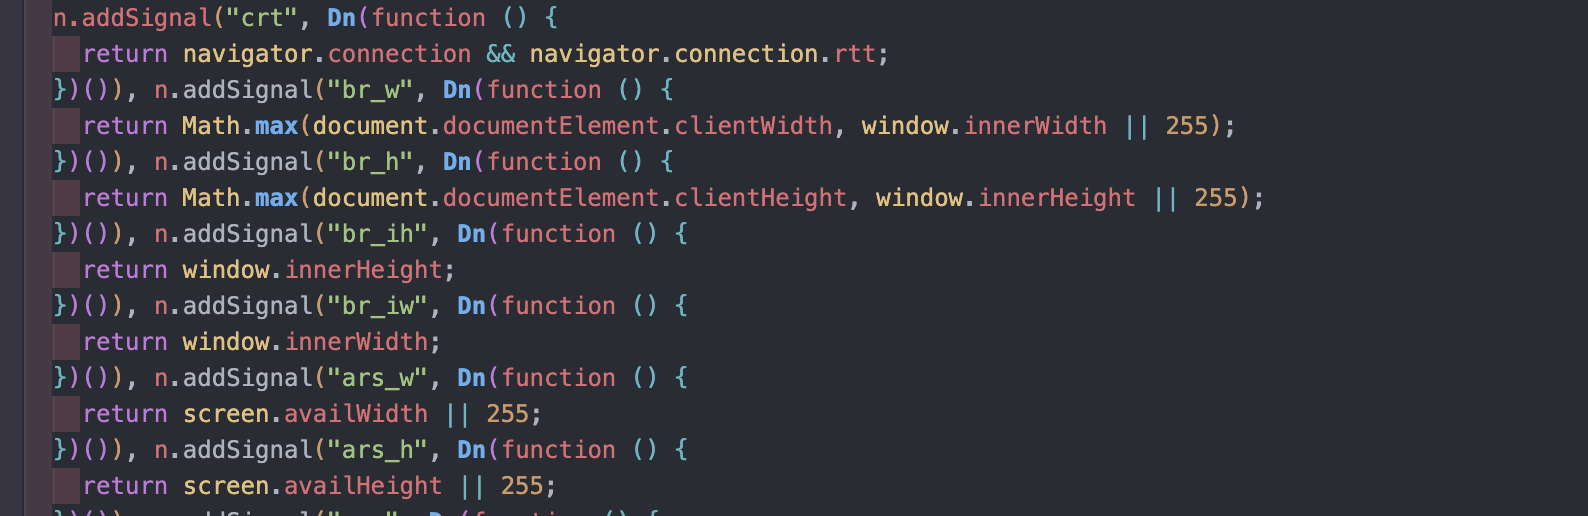 n.addSignal("crt", Dn(function () {
return navigator.connection && navigator.connection.rtt;
})()), n.addSignal("br_w", Dn(function () {
return Math.max(document.documentElement.clientWidth, window.innerWidth || 255);
})()), n.addSignal("br_h", Dn(function () {
return Math.max(document.documentElement.clientHeight, window.innerHeight || 255);
})()), n.addSignal("br_ih", Dn(function () {
return window.innerHeight;
})()), n.addSignal("br_iw", Dn(function () {
return window.innerWidth;
})()), n.addSignal("ars_w", Dn(function () {
return screen.availWidth || 255;
})()), n.addSignal("ars_h", Dn(function () {
return screen.availHeight || 255;